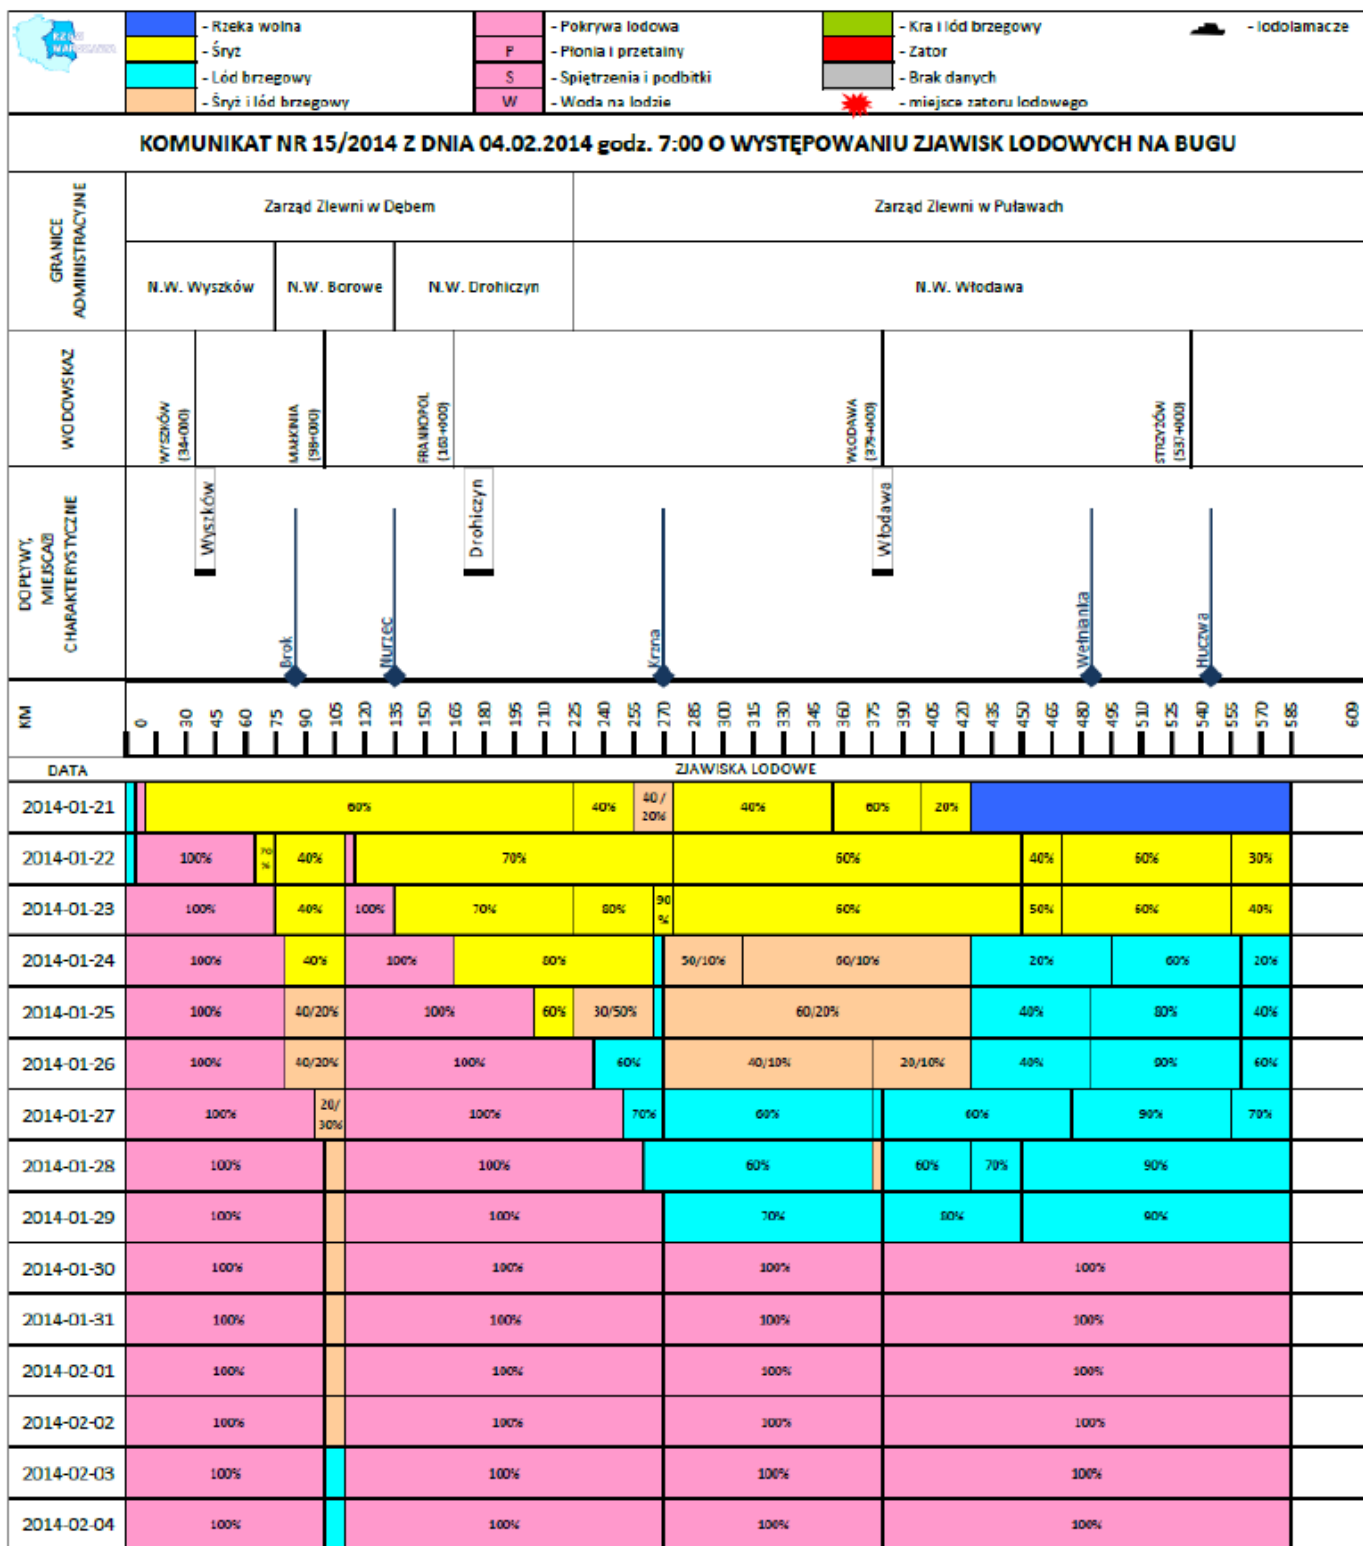 - Rzeka wolna
- Śryż
- Lód brzegowy
- Śryż i lód brzegowy
- Pokrywa lodowa
P - Płonia i przetainy
S - Spiętrzenia i podbitki
W - Woda na lodzie
- Kra i lód brzegowy
- Zator
- Brak danych
- miejsce zatoru lodowego
- lodołamacze
KOMUNIKAT NR 15/2014 Z DNIA 04.02.2014 godz. 7:00 O WYSTĘPOWANIU ZJAWISK LODOWYCH NA BUGU
GRANICE
ADMINISTRACYJNE
Zarząd Zlewni w Dębem Zarząd Zlewni w Puławach
N.W. Wyszków N.W. Borowe N.W. Drohiczyn N.W. Włodawa
WODOWSKAZ
WYSZKÓW
(34+000)
MAŁKINIA
(98+000)
FRANKOPOL
(163+000)
WŁODAWA
(379+000)
STRZYŻÓW
(537+000)
DOPŁYWY,
MIEJSCA
CHARAKTERYSTYCZNE
Wyszków
Drohiczyn
Włodawa
Brok
Nurzec
Krzna
Wełnianka
Huczwa
KM 0 30 45 60 75 90 105 120 135 150 165 180 195 210 225 240 255 270 285 300 315 330 345 360 375 390 405 420 435 450 465 480 495 510 525 540 555 570 585 609
DATA ZJAWISKA LODOWE
2014-01-21 60% 40% 40 / 20% 40% 60% 20%
2014-01-22 100% 70 % 40% 70% 60% 40% 60% 30%
2014-01-23 100% 40% 100% 70% 80% 90 % 60% 50% 60% 40%
2014-01-24 100% 40% 100% 80% 50/10% 60/10% 20% 60% 20%
2014-01-25 100% 40/20% 100% 60% 30/50% 60/20% 40% 80% 40%
2014-01-26 100% 40/20% 100% 60% 40/10% 20/10% 40% 90% 60%
2014-01-27 100% 20/ 30% 100% 70% 60% 60% 90% 70%
2014-01-28 100% 100% 60% 60% 70% 90%
2014-01-29 100% 100% 70% 80% 90%
2014-01-30 100% 100% 100% 100%
2014-01-31 100% 100% 100% 100%
2014-02-01 100% 100% 100% 100%
2014-02-02 100% 100% 100% 100%
2014-02-03 100% 100% 100% 100%
2014-02-04 100% 100% 100% 100%